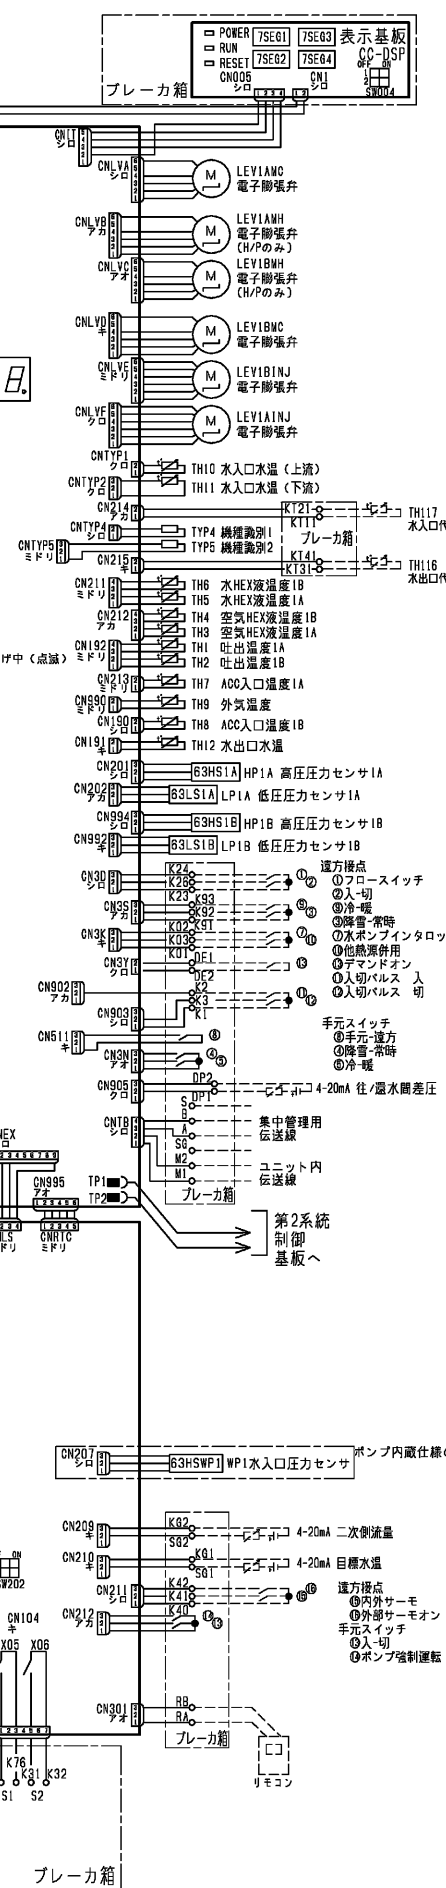 POWER 7SEG1 7SEG3 表示基板
RUN CC-DSP
RESET 7SEG2 7SEG4 OFF ON
CN005 CN1 1 2
シロ シロ SW004
ブレーカ箱
CNIT
シロ
CNLVA
シロ
M LEV1AMC
電子膨張弁
CNLVB
アカ
M LEV1AMH
電子膨張弁
(H/Pのみ)
CNLVC
アオ
M LEV1BMH
電子膨張弁
(H/Pのみ)
CNLVD
キ
M LEV1BMC
電子膨張弁
CNLVE
ミドリ
M LEV1BINJ
電子膨張弁
CNLVF
クロ
M LEV1AINJ
電子膨張弁
8.
CNTYP1
クロ
TH10 水入口水温（上流）
CNTYP2
クロ
TH11 水入口水温（下流）
CN214
アカ
KT21
KT11
TH117
水入口代
ブレーカ箱
CNTYP4
シロ
TYP4 機種識別1
CNTYP5
ミドリ
TYP5 機種識別2
CN215
キ
KT41
KT31
TH116
水出口代
CN211
ミドリ
TH6 水HEX液温度1B
TH5 水HEX液温度1A
CN212
アカ
TH4 空気HEX液温度1B
TH3 空気HEX液温度1A
げ中（点滅）
CN192
ミドリ
TH1 吐出温度1A
TH2 吐出温度1B
CN213
ミドリ
TH7 ACC入口温度1A
CN990
ミドリ
TH9 外気温度
CN190
シロ
TH8 ACC入口温度1B
CN191
キ
TH12 水出口水温
CN201
シロ
63HS1A HP1A 高圧圧力センサ1A
CN202
アカ
63LS1A LP1A 低圧圧力センサ1A
CN994
シロ
63HS1B HP1B 高圧圧力センサ1B
CN992
キ
63LS1B LP1B 低圧圧力センサ1B
CN3D
シロ
K24
K26
K23
① ②
CN3S
アカ
K93
K92
K91
⑨ ③
CN3K
キ
K02
K03
K01
⑦ ⑩
CN3Y
クロ
DE1
DE2
⑬
CN902
アカ
K2
K3
K1
⑪ ⑫
CN903
シロ
遠方接点
①フロースイッチ
②入-切
⑨冷-暖
③降雪-常時
⑦水ポンプインタロッ
⑩他熱源併用
⑬デマンドオン
⑪入切パルス 入
⑫入切パルス 切
CN511
キ
⑧
CN3N
アカ
④ ⑤
手元スイッチ
⑧手元-遠方
④降雪-常時
⑤冷-暖
CN905
クロ
DP2
DP1
4-20mA 往/還水間差圧
CNTB
シロ
S
B
A
SG
M2
M1
集中管理用
伝送線
ユニット内
伝送線
ブレーカ箱
NEX
ロ
CN995
アオ
TP1
TP2
CNRTC
ミドリ
第2系統
制御
基板へ
CN207
シロ
63HSWP1 WP1水入口圧力センサ
ポンプ内蔵仕様の
CN209
キ
KG2
SG2
4-20mA 二次側流量
CN210
キ
KG1
SG1
4-20mA 目標水温
CN211
シロ
K42
K41
CN212
アカ
K40
遠方接点
⑮内外サーモ
⑯外部サーモオン
手元スイッチ
⑬入-切
⑭ポンプ強制運転
ON
SW202
CN104
キ
X05 X06
CN301
アオ
RB
RA
ブレーカ箱
リモコン
K76
K31 K32
S1 S2
ブレーカ箱